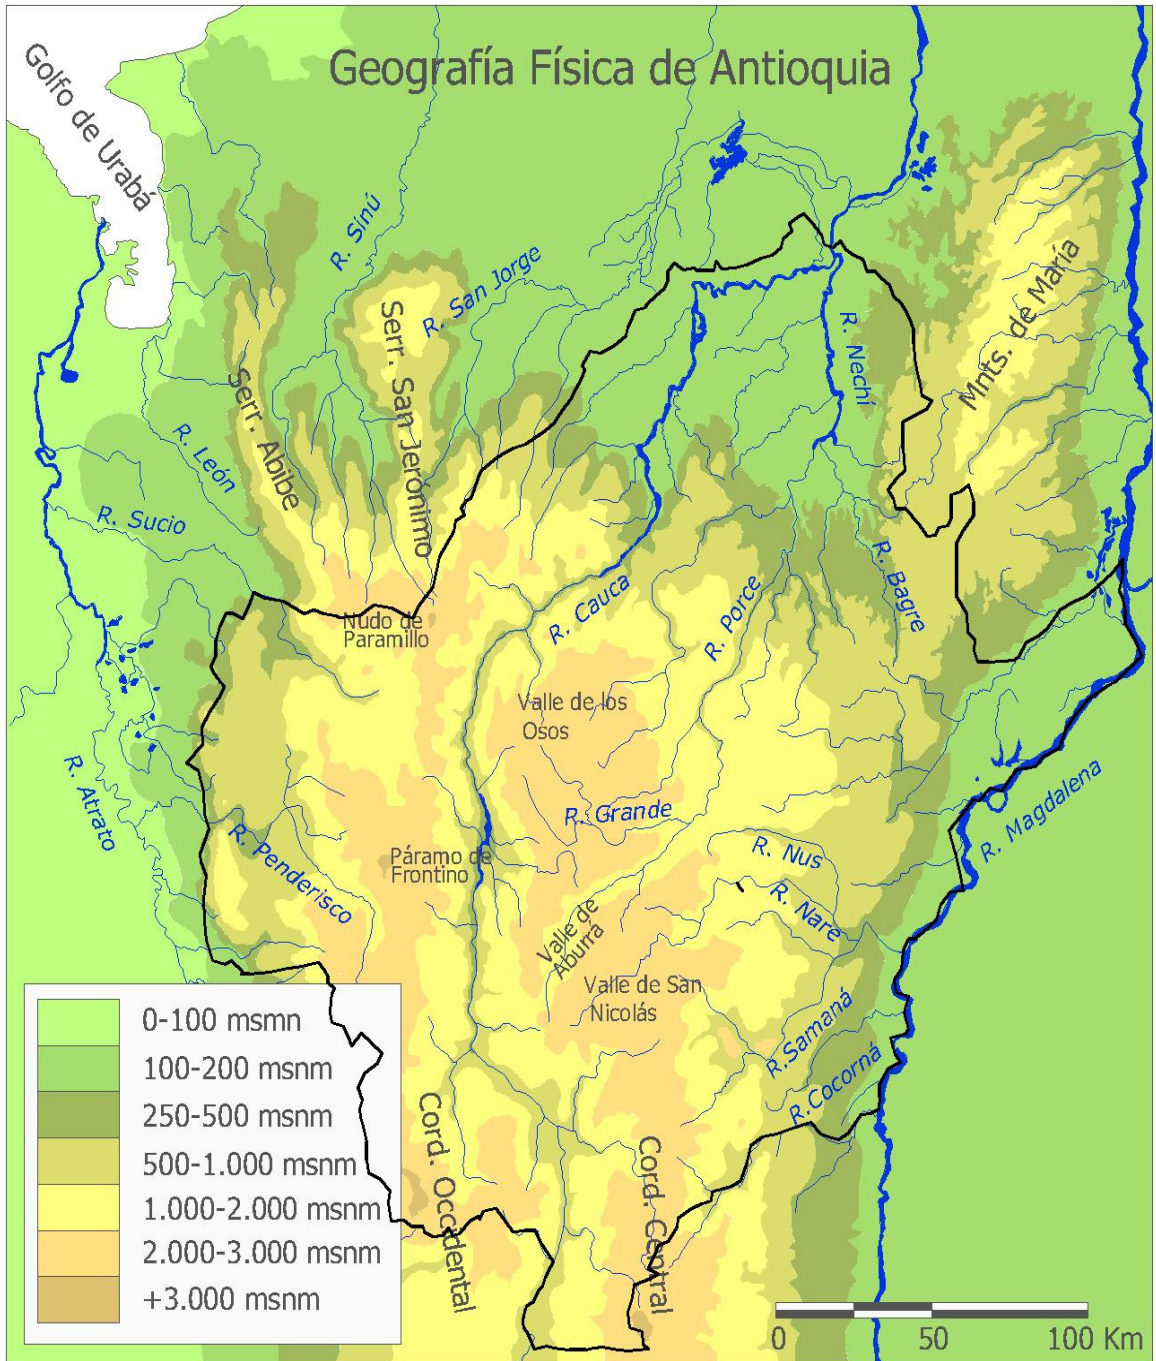 Geografía Física de Antioquia
Golfo de Urabá
R. Sinú
R. San Jorge
Serr. San Jerónimo
Serr. Abibe
R. León
R. Sucio
R. Nechí
Mnts. de María
R. Cauca
R. Porce
R. Bagre
Nudo de
Paramillo
Valle de los
Osos
R. Atrato
R. Grande
R. Magdalena
R. Penderisco
Páramo de
Frontino
R. Nus
R. Nare
Valle de
Aburrá
Valle de San
Nicolás
R.Samaná
R.Cocorná
Cord. Occidental
Cord. Central
0-100 msmn
100-200 msnm
250-500 msnm
500-1.000 msnm
1.000-2.000 msnm
2.000-3.000 msnm
+3.000 msnm
0 50 100 Km